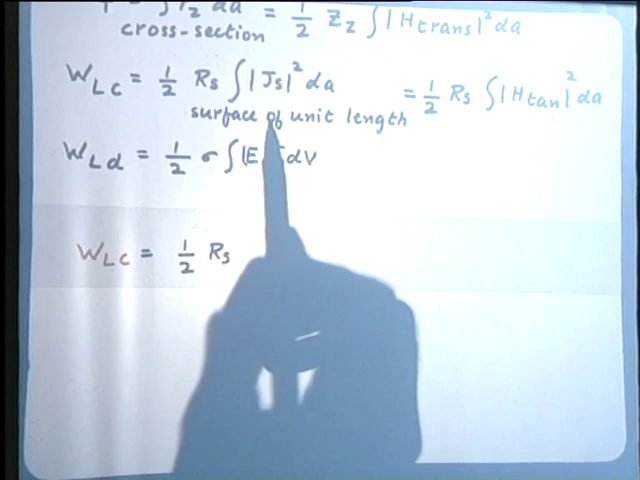 = 1/2 Z_z ∫|H_trans|² da
cross-section
W_Lc = 1/2 R_s ∫|J_s|² da = 1/2 R_s ∫|H_tan|² da
surface of unit length
W_Ld = 1/2 σ ∫|E dV
W_Lc = 1/2 R_s